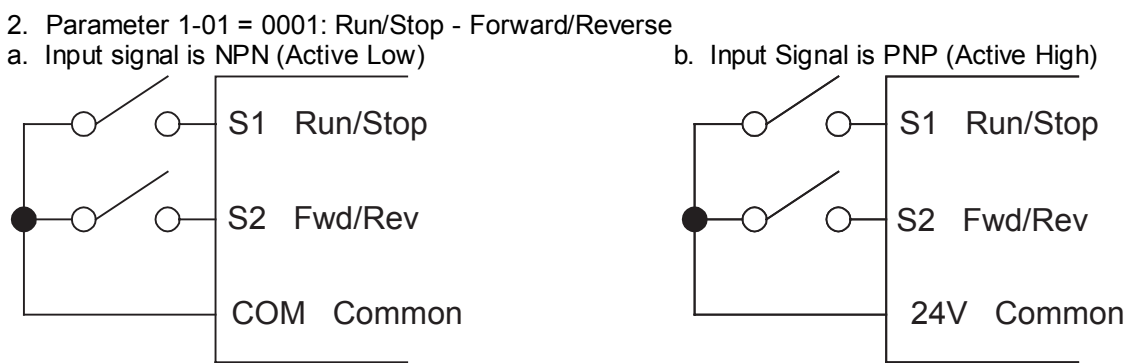 2. Parameter 1-01 = 0001: Run/Stop - Forward/Reverse
a. Input signal is NPN (Active Low)
S1 Run/Stop
S2 Fwd/Rev
COM Common
b. Input Signal is PNP (Active High)
S1 Run/Stop
S2 Fwd/Rev
24V Common